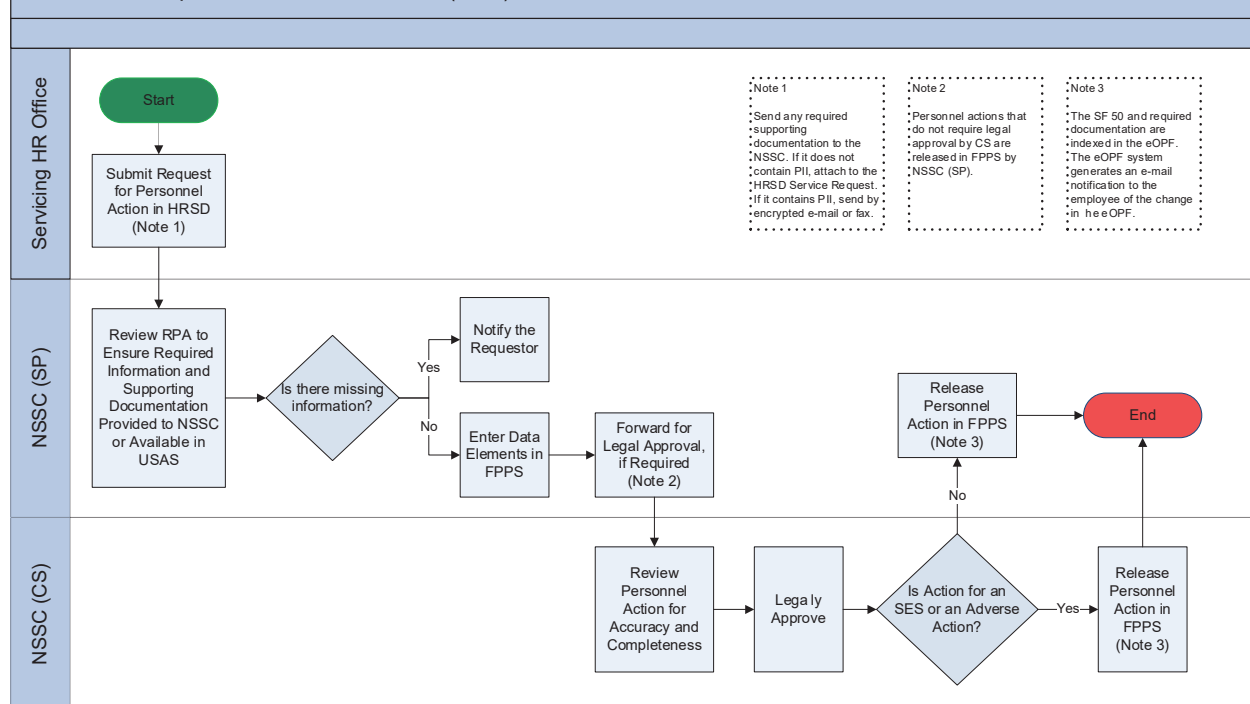 Servicing HR Office
Start
Submit Request
for Personnel
Action in HRSD
(Note 1)
Note 1
Send any required
supporting
documentation to the
NSSC. If it does not
contain PII, attach to the
HRSD Service Request.
If it contains PII, send by
encrypted e-mail or fax.
Note 2
Personnel actions that
do not require legal
approval by CS are
released in FPPS by
NSSC (SP).
Note 3
The SF 50 and required
documentation are
indexed in the eOPF.
The eOPF system
generates an e-mail
notification to the
employee of the change
in he eOPF.
NSSC (SP)
Review RPA to
Ensure Required
Information and
Supporting
Documentation
Provided to NSSC
or Available in
USAS
Is there missing
information?
Yes
Notify the
Requestor
No
Enter Data
Elements in
FPPS
Forward for
Legal Approval,
if Required
(Note 2)
Release
Personnel
Action in FPPS
(Note 3)
End
No
NSSC (CS)
Review
Personnel
Action for
Accuracy and
Completeness
Lega ly
Approve
Is Action for an
SES or an Adverse
Action?
Yes
Release
Personnel
Action in
FPPS
(Note 3)